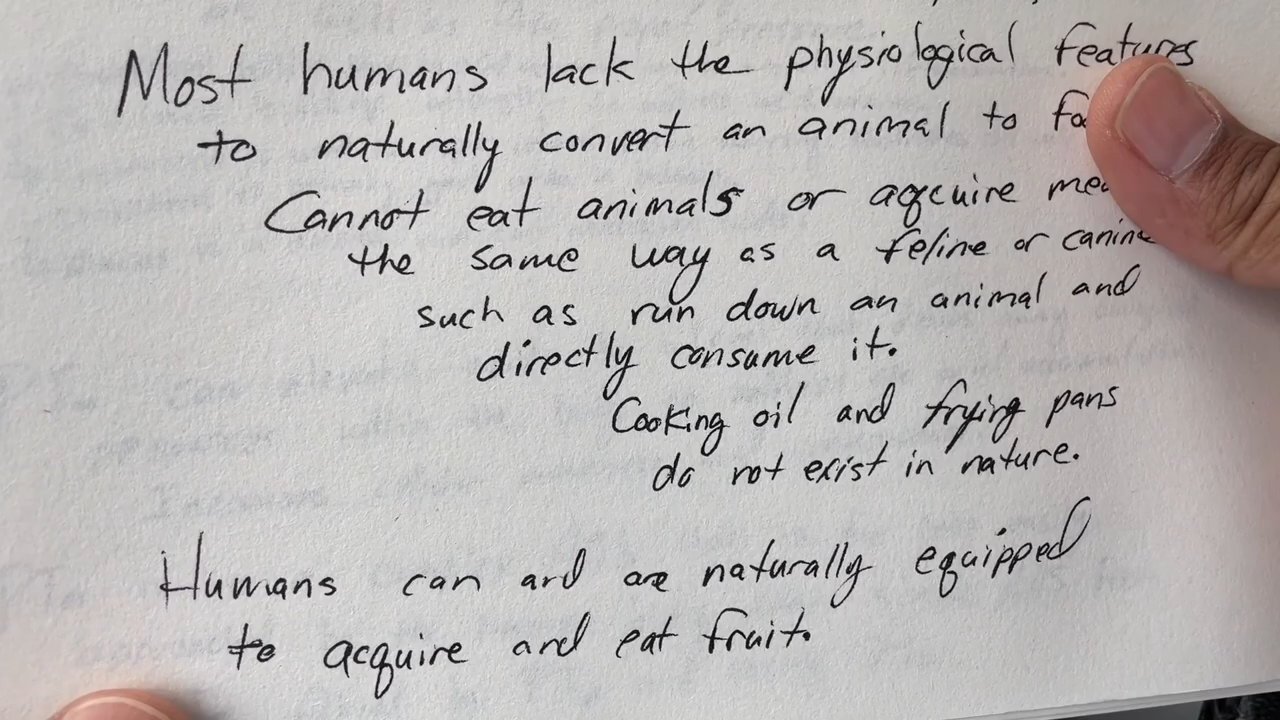 Most humans lack the physiological features
to naturally convert an animal to
Cannot eat animals or aqcuire
the same way as a feline or canine
such as run down an animal and
directly consume it.
Cooking oil and frying pans
do not exist in nature.
Humans can and are naturally equipped
to acquire and eat fruit.